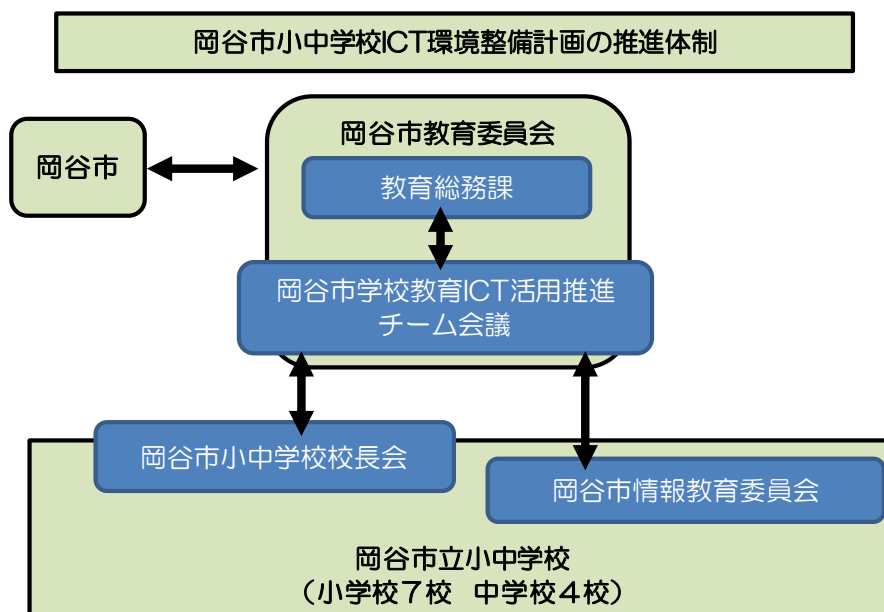 岡谷市小中学校ICT環境整備計画の推進体制
岡谷市
岡谷市教育委員会
教育総務課
岡谷市学校教育ICT活用推進
チーム会議
岡谷市小中学校校長会
岡谷市情報教育委員会
岡谷市立小中学校
（小学校７校　中学校４校）